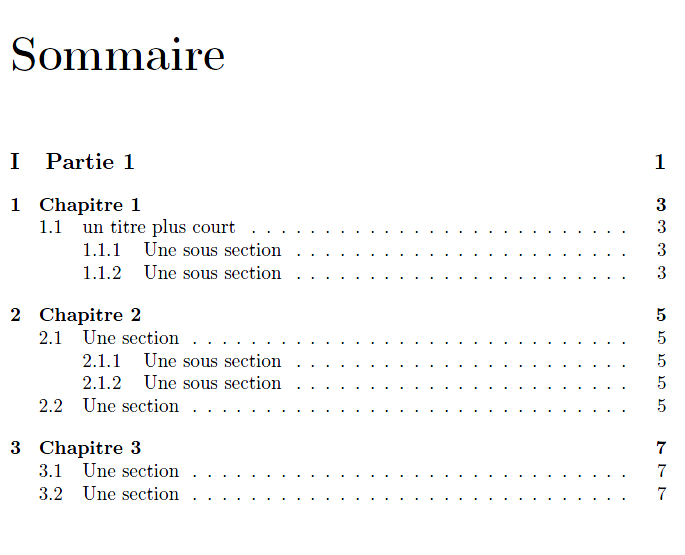 Sommaire
I Partie 1 1
1 Chapitre 1 3
1.1 un titre plus court . . . . . . . . . . . . . . . . . . . . . . . . . . 3
1.1.1 Une sous section . . . . . . . . . . . . . . . . . . . . . . . 3
1.1.2 Une sous section . . . . . . . . . . . . . . . . . . . . . . . 3
2 Chapitre 2 5
2.1 Une section . . . . . . . . . . . . . . . . . . . . . . . . . . . . . . 5
2.1.1 Une sous section . . . . . . . . . . . . . . . . . . . . . . . 5
2.1.2 Une sous section . . . . . . . . . . . . . . . . . . . . . . . 5
2.2 Une section . . . . . . . . . . . . . . . . . . . . . . . . . . . . . . 5
3 Chapitre 3 7
3.1 Une section . . . . . . . . . . . . . . . . . . . . . . . . . . . . . . 7
3.2 Une section . . . . . . . . . . . . . . . . . . . . . . . . . . . . . . 7